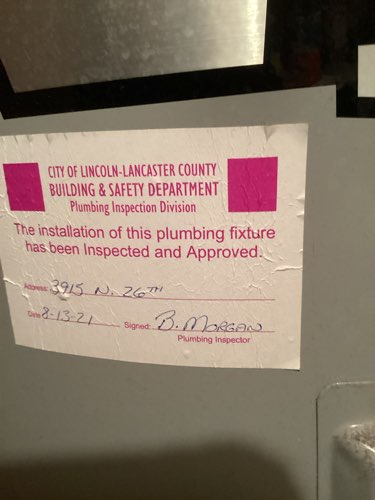 CITY OF LINCOLN-LANCASTER COUNTY
BUILDING & SAFETY DEPARTMENT
Plumbing Inspection Division
The installation of this plumbing fixture
has been Inspected and Approved.
Address: 3915 N. 26TH
Date 8-13-21 Signed: B. MORGAN
Plumbing Inspector